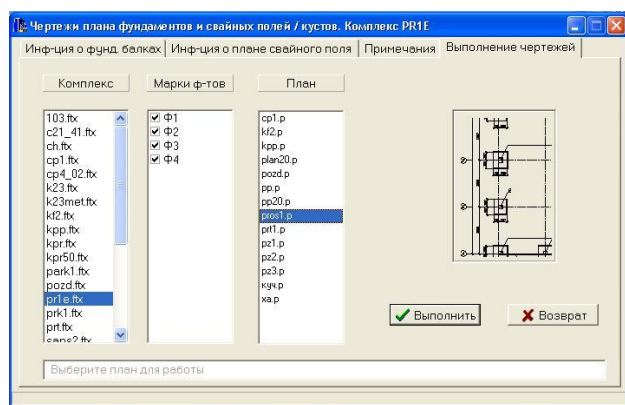 Чертежи плана фундаментов и свайных полей / кустов. Комплекс PR1E
Инф-ция о фунд. балках Инф-ция о плане свайного поля Примечания Выполнение чертежей
Комплекс Марки ф-тов План
103.ftx
c21_41.ftx
ch.ftx
cp1.ftx
cp4_02.ftx
k23.ftx
k23met.ftx
kf2.ftx
kpp.ftx
kpr.ftx
kpr50.ftx
park1.ftx
pozd.ftx
pr1e.ftx
prk1.ftx
prt.ftx
saps2.ftx
Ф1
Ф2
Ф3
Ф4
cp1.p
kf2.p
kpp.p
plan20.p
pozd.p
pp.p
pp20.p
pros1.p
prt1.p
pz1.p
pz2.p
pz3.p
куч.p
xa.p
Выполнить Возврат
Выберите план для работы